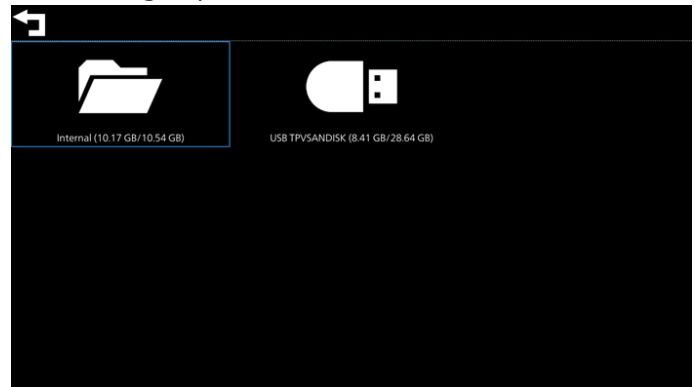 Internal (10.17 GB/10.54 GB)
USB TPVSANDISK (8.41 GB/28.64 GB)